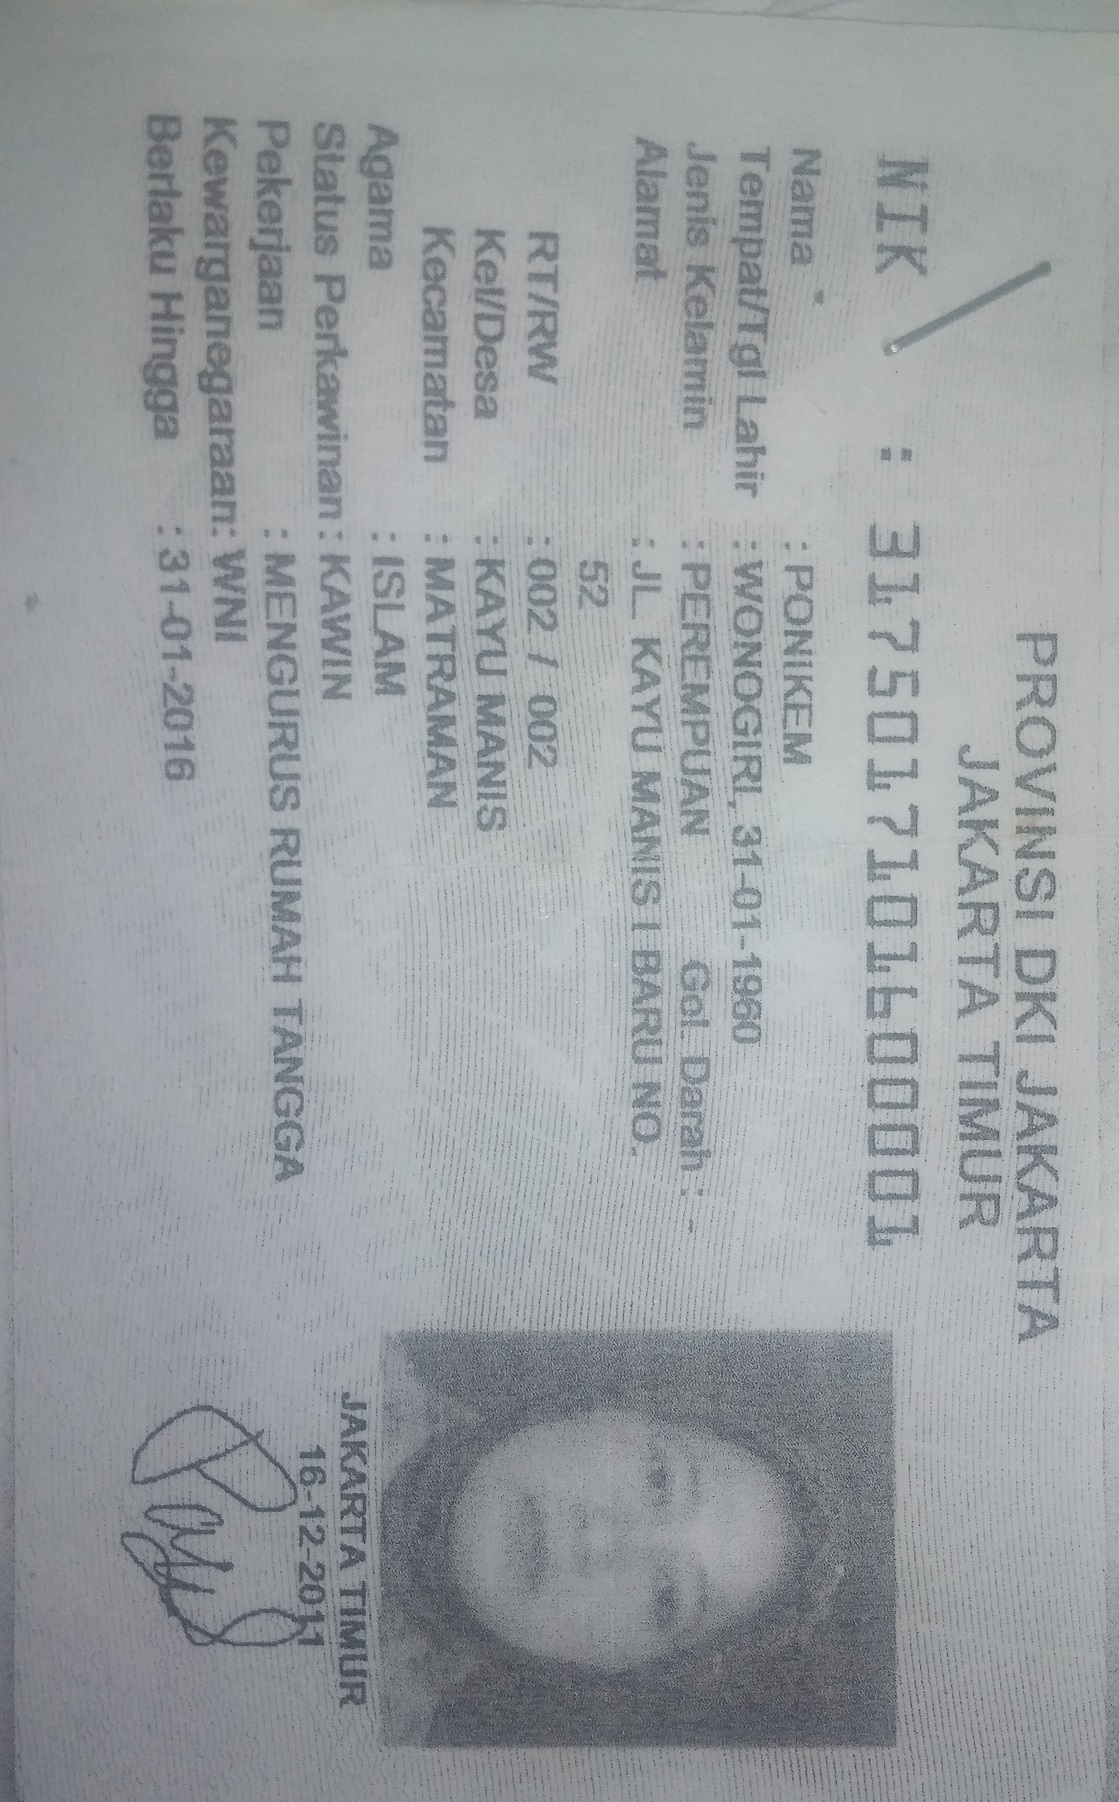 PROVINSI DKI JAKARTA
JAKARTA TIMUR
NIK : 3175017101600001
Nama : PONIKEM
Tempat/Tgl Lahir : WONOGIRI, 31-01-1960
Jenis Kelamin : PEREMPUAN Gol. Darah : -
Alamat : JL. KAYU MANIS I BARU NO.
52
RT/RW : 002 / 002
Kel/Desa : KAYU MANIS
Kecamatan : MATRAMAN
Agama : ISLAM
Status Perkawinan : KAWIN
Pekerjaan : MENGURUS RUMAH TANGGA
Kewarganegaraan: WNI
Berlaku Hingga : 31-01-2016
JAKARTA TIMUR
16-12-2011